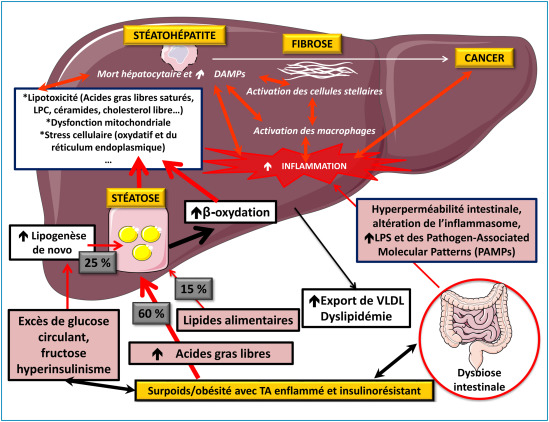 STÉATOHÉPATITE
FIBROSE
CANCER
Mort hépatocytaire et DAMPs
Activation des cellules stellaires
Activation des macrophages
*Lipotoxicité (Acides gras libres saturés,
LPC, céramides, cholesterol libre...)
*Dysfonction mitochondriale
*Stress cellulaire (oxydatif et du
réticulum endoplasmique)
...
INFLAMMATION
STÉATOSE
β-oxydation
Lipogenèse
de novo
25 %
Hyperperméabilité intestinale,
altération de l'inflammasome,
LPS et des Pathogen-Associated
Molecular Patterns (PAMPs)
15 %
60 %
Lipides alimentaires
Export de VLDL
Dyslipidémie
Excès de glucose
circulant,
fructose
hyperinsulinisme
Acides gras libres
Dysbiose
intestinale
Surpoids/obésité avec TA enflammé et insulinorésistant